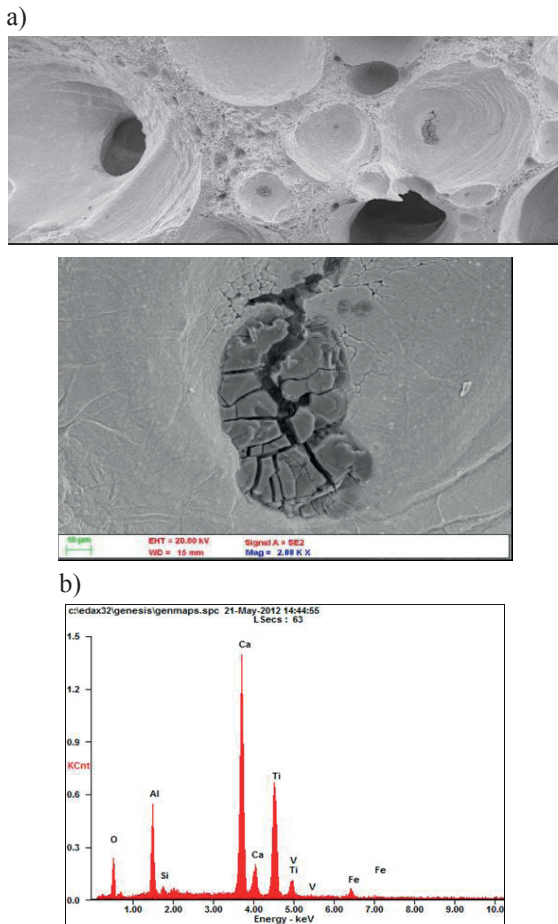 a)
10 µm
EHT = 20.00 kV
Signal A = SE2
WD = 15 mm
Mag = 2.00 K X
b)
c:\edax32\genesis\genmaps.spc 21-May-2012 14:44:55
LSecs : 63
1.5
1.2
0.9
KCnt
0.6
0.3
0.0
O
Al
Si
Ca
Ca
Ti
V
Ti
V
Fe
Fe
1.00 2.00 3.00 4.00 5.00 6.00 7.00 8.00 9.00 10.0
Energy - keV